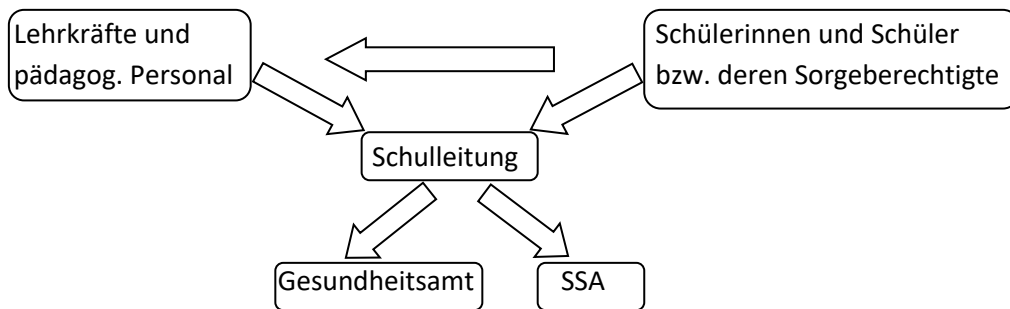 Lehrkräfte und
pädagog. Personal
Schülerinnen und Schüler
bzw. deren Sorgeberechtigte
Schulleitung
Gesundheitsamt
SSA